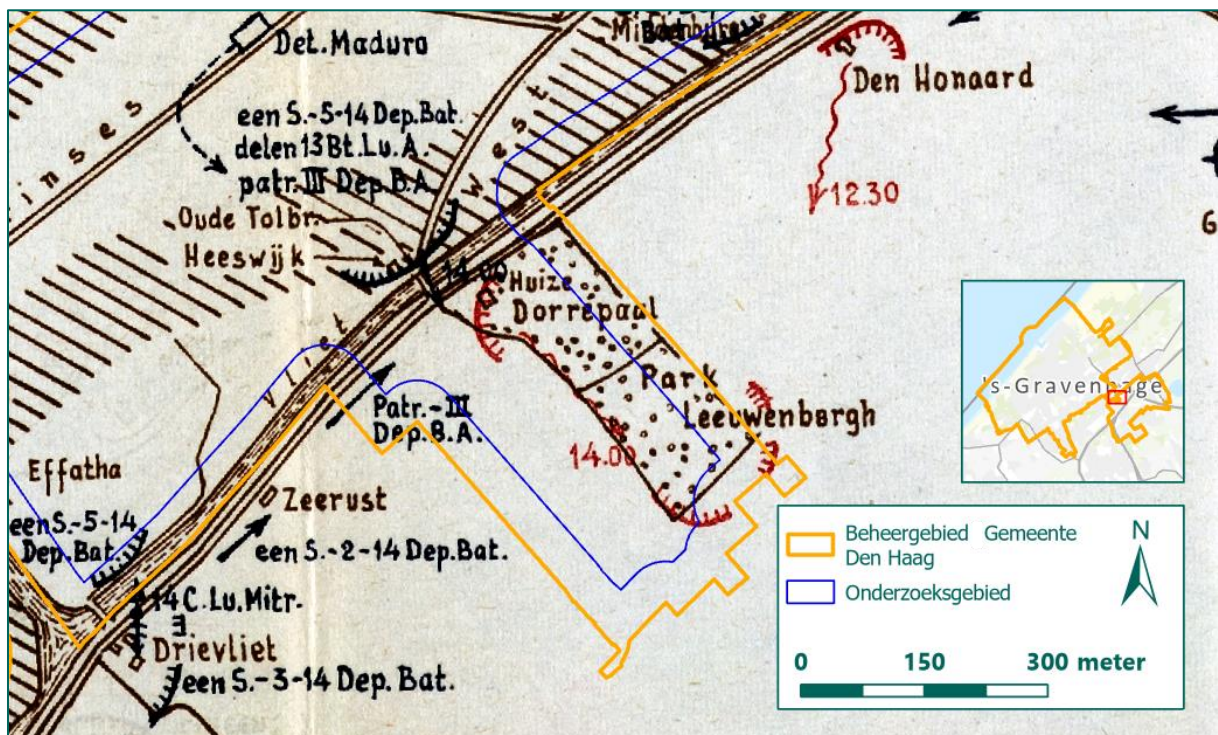 Det. Maduro
Den Honaard
12.30
een S.-5-14 Dep.Bat.
delen 13 Bt. Lu. A.
patr. III Dep. B.A.
Oude Tolbr.
Heeswijk
West
14.00
Huize
Dorrepaal
Park
Leeuwenbergh
14.00
Vliet
Patr.-III
Dep. B.A.
Effatha
Zeerust
een S.-5-14
Dep. Bat.
een S.-2-14 Dep. Bat.
14 C. Lu. Mitr.
Drievliet
een S.-3-14 Dep. Bat.
G
's-Gravenhage
Beheergebied Gemeente
Den Haag
Onderzoeksgebied
N
0 150 300 meter